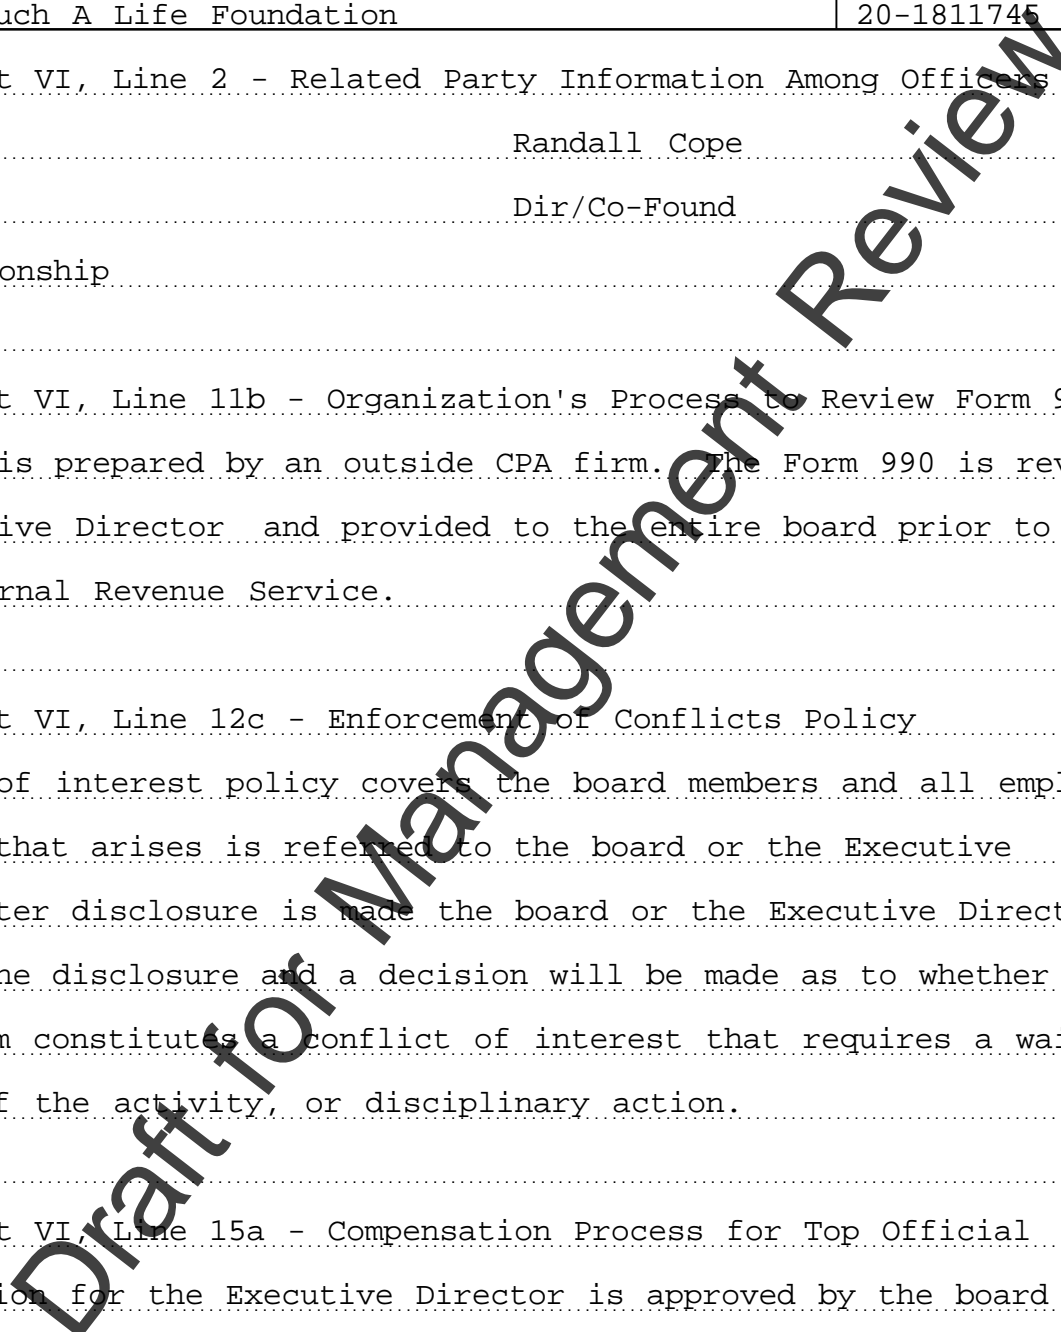 uch A Life Foundation 20-1811745
t VI, Line 2 - Related Party Information Among Officers
Randall Cope
Dir/Co-Found
onship
t VI, Line 11b - Organization's Process to Review Form 9
is prepared by an outside CPA firm. The Form 990 is rev
ive Director and provided to the entire board prior to
rnal Revenue Service.
t VI, Line 12c - Enforcement of Conflicts Policy
of interest policy covers the board members and all empl
that arises is referred to the board or the Executive
ter disclosure is made the board or the Executive Direct
he disclosure and a decision will be made as to whether
m constitutes a conflict of interest that requires a wai
f the activity, or disciplinary action.
t VI, Line 15a - Compensation Process for Top Official
ion for the Executive Director is approved by the board
Draft for Management Review